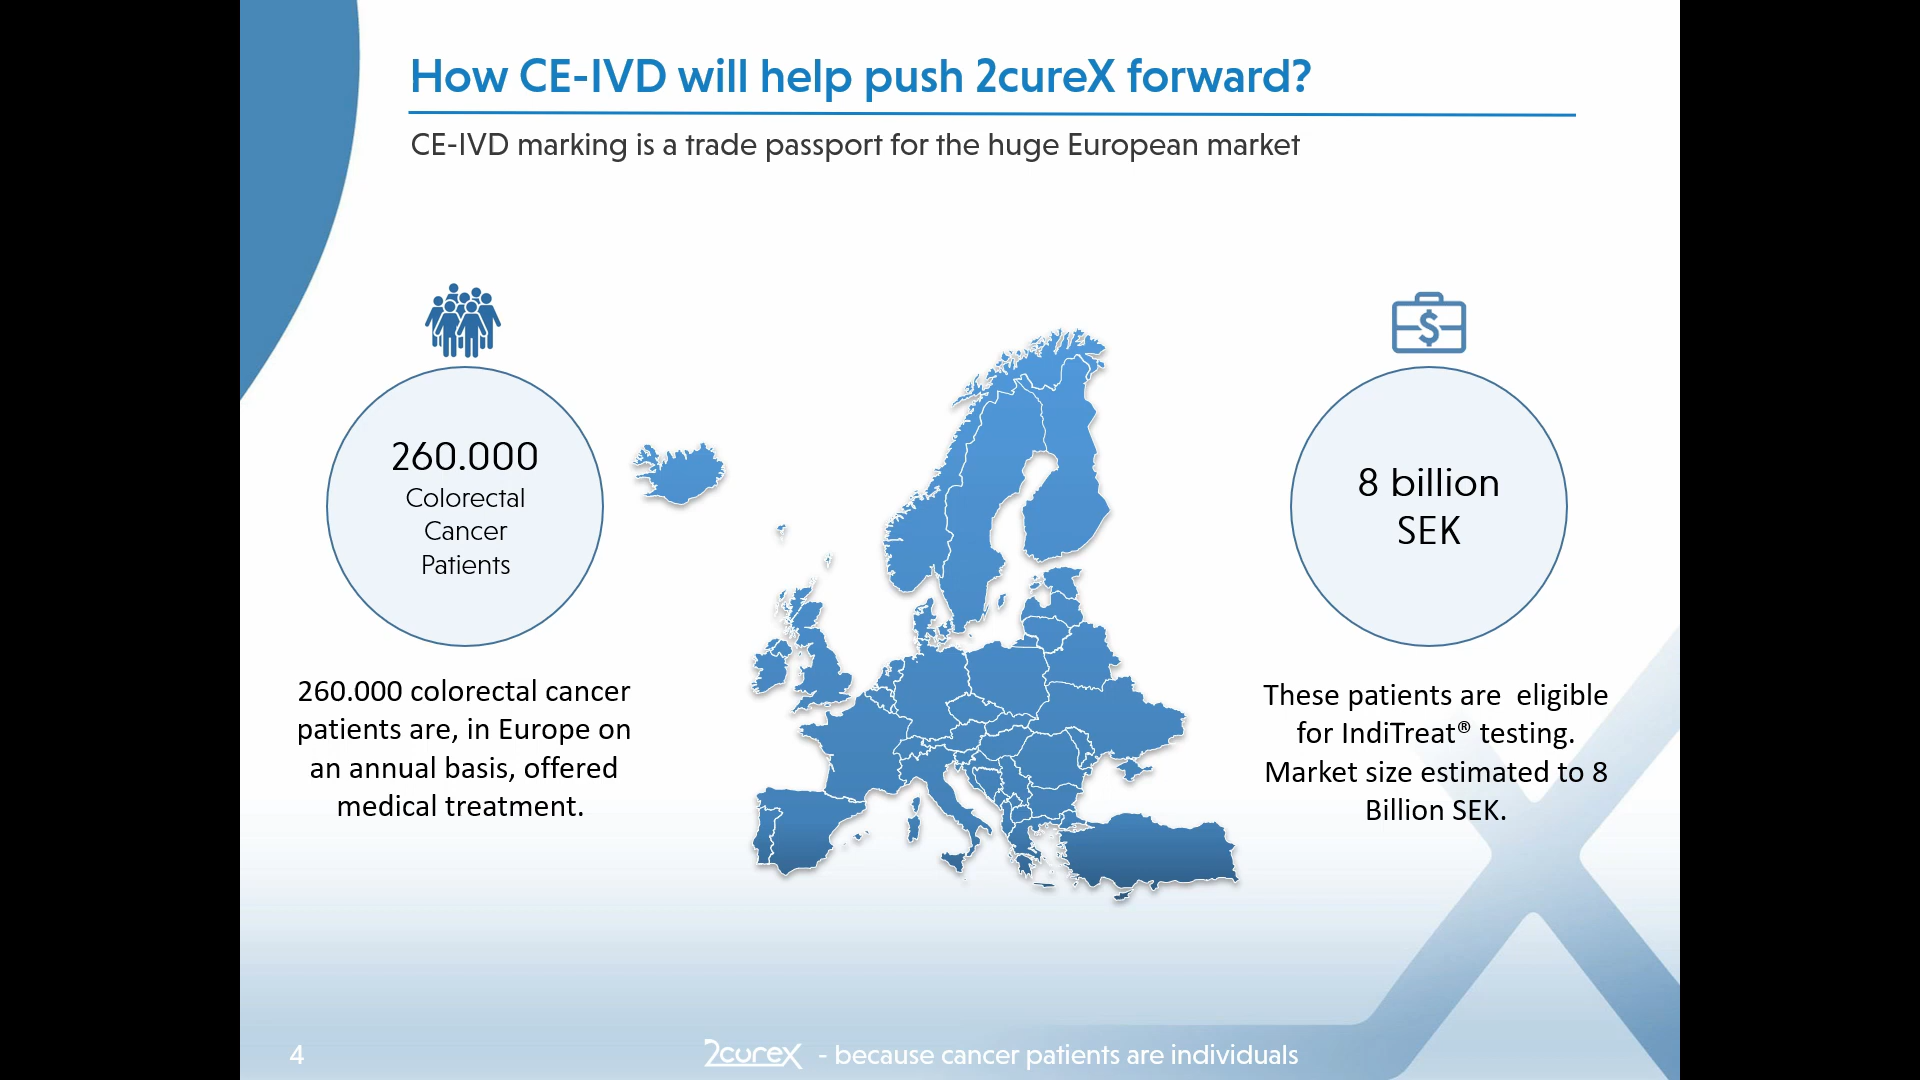 How CE-IVD will help push 2cureX forward?
CE-IVD marking is a trade passport for the huge European market
260.000
Colorectal
Cancer
Patients
260.000 colorectal cancer
patients are, in Europe on
an annual basis, offered
medical treatment.
$
8 billion
SEK
These patients are  eligible
for IndiTreat® testing.
Market size estimated to 8
Billion SEK.
4
2cureX - because cancer patients are individuals